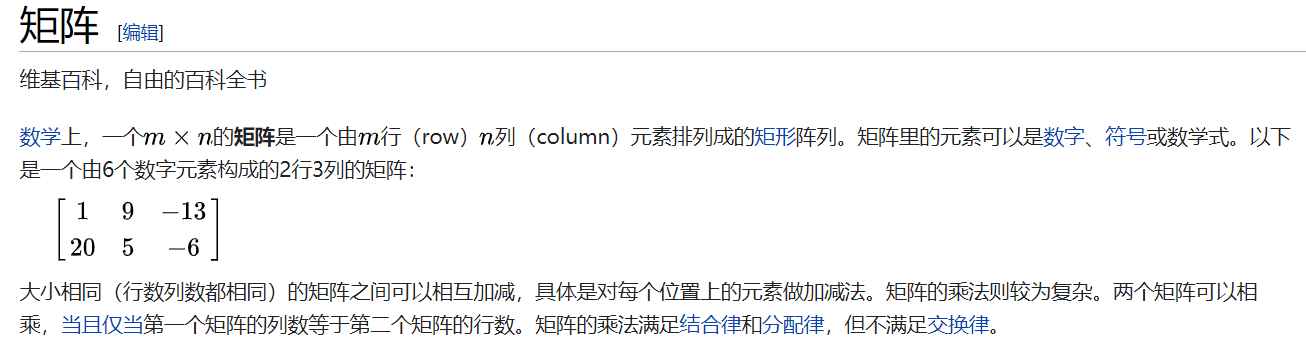 矩阵 [编辑]
维基百科，自由的百科全书
数学上，一个m × n的矩阵是一个由m行（row）n列（column）元素排列成的矩形阵列。矩阵里的元素可以是数字、符号或数学式。以下
是一个由6个数字元素构成的2行3列的矩阵：
1 9 −13
20 5 −6
大小相同（行数列数都相同）的矩阵之间可以相互加减，具体是对每个位置上的元素做加减法。矩阵的乘法则较为复杂。两个矩阵可以相
乘，当且仅当第一个矩阵的列数等于第二个矩阵的行数。矩阵的乘法满足结合律和分配律，但不满足交换律。